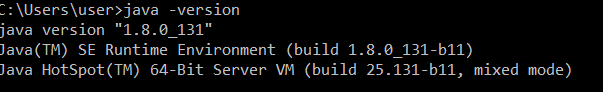 C:\Users\user>java -version
java version "1.8.0_131"
Java(TM) SE Runtime Environment (build 1.8.0_131-b11)
Java HotSpot(TM) 64-Bit Server VM (build 25.131-b11, mixed mode)